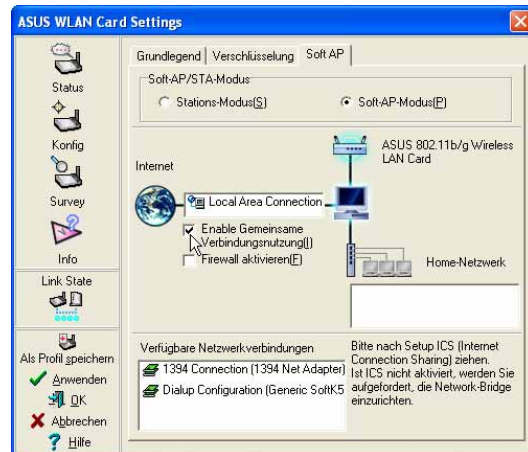 ASUS WLAN Card Settings
Status
Konfig
Survey
Info
Link State
Als Profil speichern
Anwenden
OK
Abbrechen
Hilfe
Grundlegend
Verschlüsselung
Soft AP
Soft-AP/STA-Modus
Stations-Modus(S)
Soft-AP-Modus(P)
ASUS 802.11b/g Wireless
LAN Card
Internet
Local Area Connection
Enable Gemeinsame
Verbindungsnutzung(I)
Firewall aktivieren(F)
Home-Netzwerk
Verfügbare Netzwerkverbindungen
1394 Connection (1394 Net Adapter)
Dialup Configuration (Generic SoftK5
Bitte nach Setup ICS (Internet
Connection Sharing) ziehen.
Ist ICS nicht aktiviert, werden Sie
aufgefordert, die Network-Bridge
einzurichten.